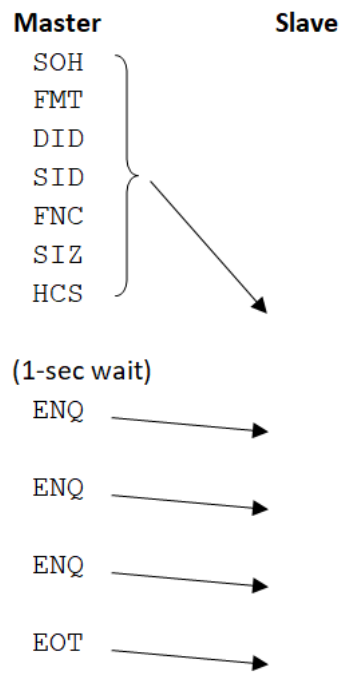 Master Slave
SOH
FMT
DID
SID
FNC
SIZ
HCS
(1-sec wait)
ENQ
ENQ
ENQ
EOT